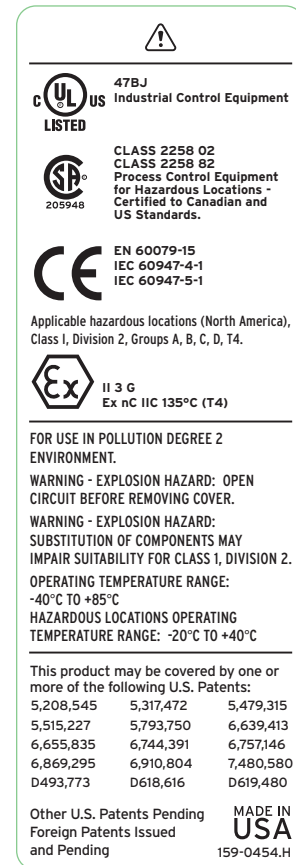 C UL US
LISTED
47BJ
Industrial Control Equipment
SA
205948
CLASS 2258 02
CLASS 2258 82
Process Control Equipment
for Hazardous Locations -
Certified to Canadian and
US Standards.
CE
EN 60079-15
IEC 60947-4-1
IEC 60947-5-1
Applicable hazardous locations (North America),
Class I, Division 2, Groups A, B, C, D, T4.
Ex
II 3 G
Ex nC IIC 135°C (T4)
FOR USE IN POLLUTION DEGREE 2
ENVIRONMENT.
WARNING - EXPLOSION HAZARD: OPEN
CIRCUIT BEFORE REMOVING COVER.
WARNING - EXPLOSION HAZARD:
SUBSTITUTION OF COMPONENTS MAY
IMPAIR SUITABILITY FOR CLASS 1, DIVISION 2.
OPERATING TEMPERATURE RANGE:
-40°C TO +85°C
HAZARDOUS LOCATIONS OPERATING
TEMPERATURE RANGE: -20°C TO +40°C
This product may be covered by one or
more of the following U.S. Patents:
5,208,545 5,317,472 5,479,315
5,515,227 5,793,750 6,639,413
6,655,835 6,744,391 6,757,146
6,869,295 6,910,804 7,480,580
D493,773 D618,616 D619,480
Other U.S. Patents Pending
Foreign Patents Issued
and Pending
MADE IN
USA
159-0454.H